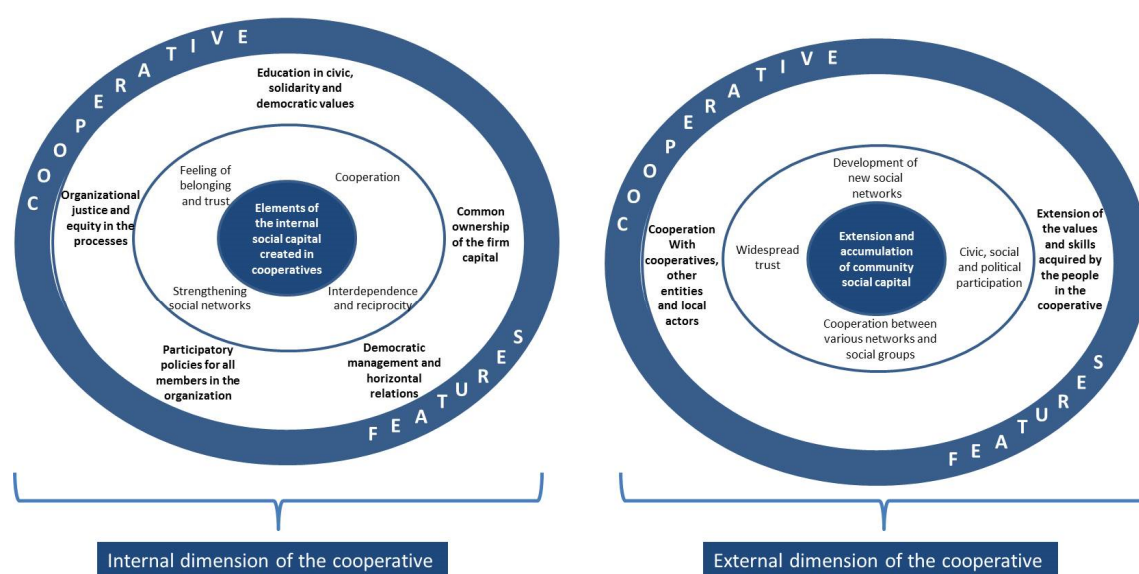 COOPERATIVE
Education in civic,
solidarity and
democratic values
Feeling of
belonging
and trust
Cooperation
Organizational
justice and
equity in the
processes
Elements of
the internal
social capital
created in
cooperatives
Common
ownership
of the firm
capital
Strengthening
social networks
Interdependence
and reciprocity
Participatory
policies for all
members in the
organization
Democratic
management and
horizontal
relations
FEATURES
Internal dimension of the cooperative
COOPERATIVE
Development of
new social
networks
Cooperation
With
cooperatives,
other
entities
and local
actors
Widespread
trust
Extension and
accumulation
of community
social capital
Civic, social
and political
participation
Extension of
the values
and skills
acquired by
the people
in the
cooperative
Cooperation between
various networks and
social groups
FEATURES
External dimension of the cooperative